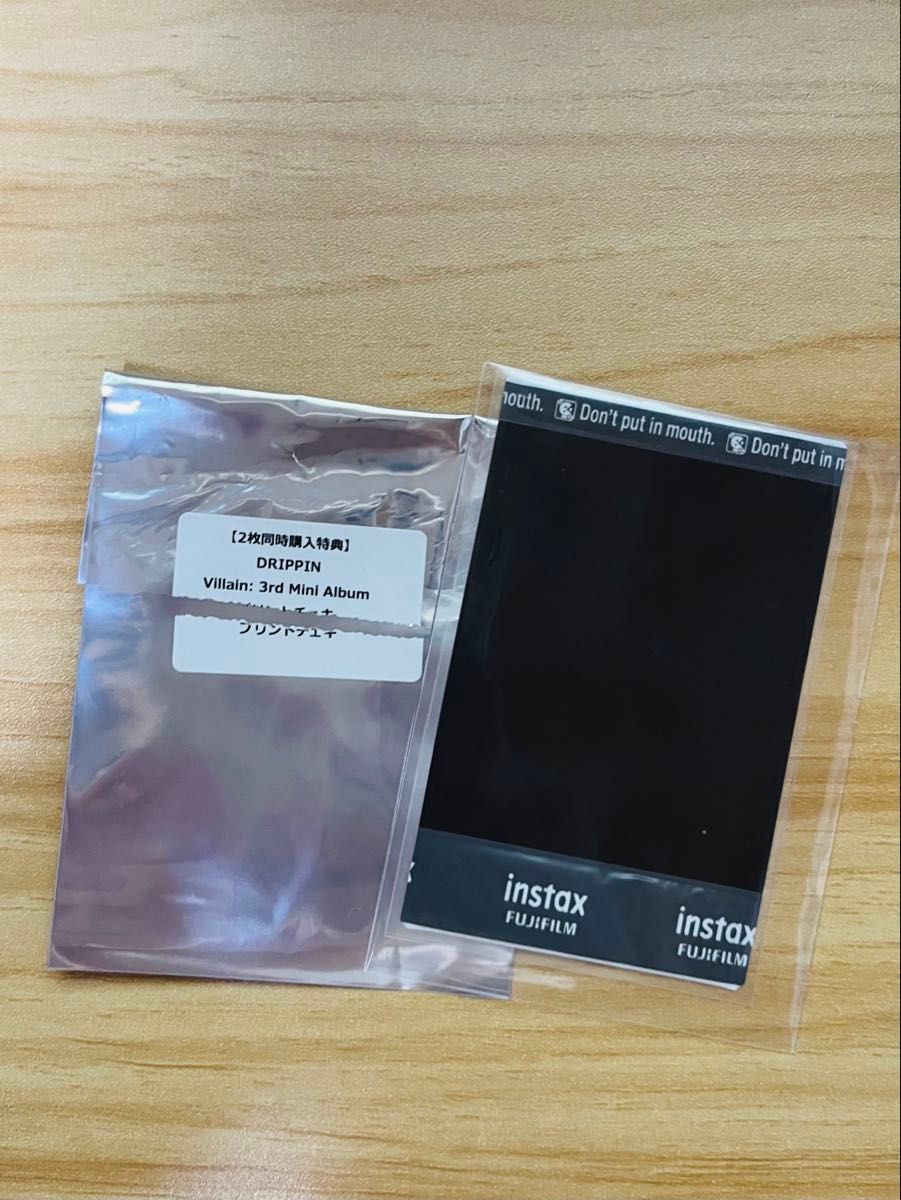 【2枚同時購入特典】
DRIPPIN
Villain: 3rd Mini Album
プリントチェキ
mouth. Don't put in mouth. Don't put in m
x instax instax
FUJIFILM FUJIFILM